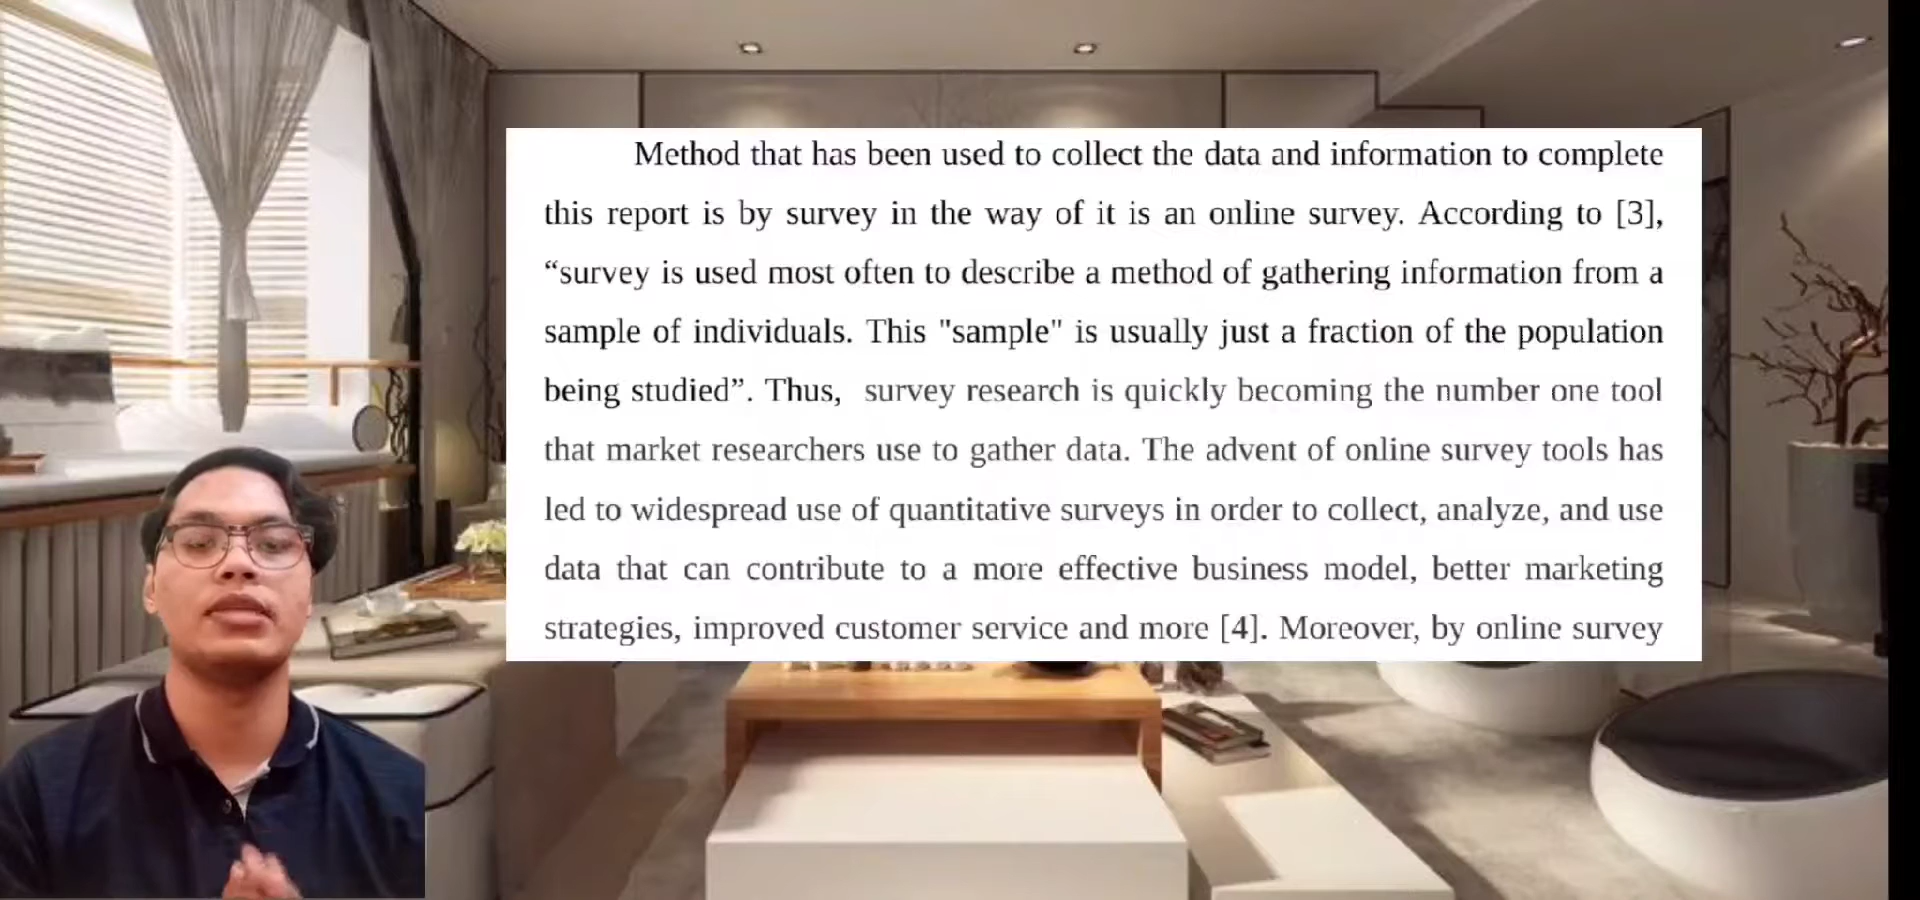 Method that has been used to collect the data and information to complete
this report is by survey in the way of it is an online survey. According to [3],
“survey is used most often to describe a method of gathering information from a
sample of individuals. This "sample" is usually just a fraction of the population
being studied”. Thus, survey research is quickly becoming the number one tool
that market researchers use to gather data. The advent of online survey tools has
led to widespread use of quantitative surveys in order to collect, analyze, and use
data that can contribute to a more effective business model, better marketing
strategies, improved customer service and more [4]. Moreover, by online survey